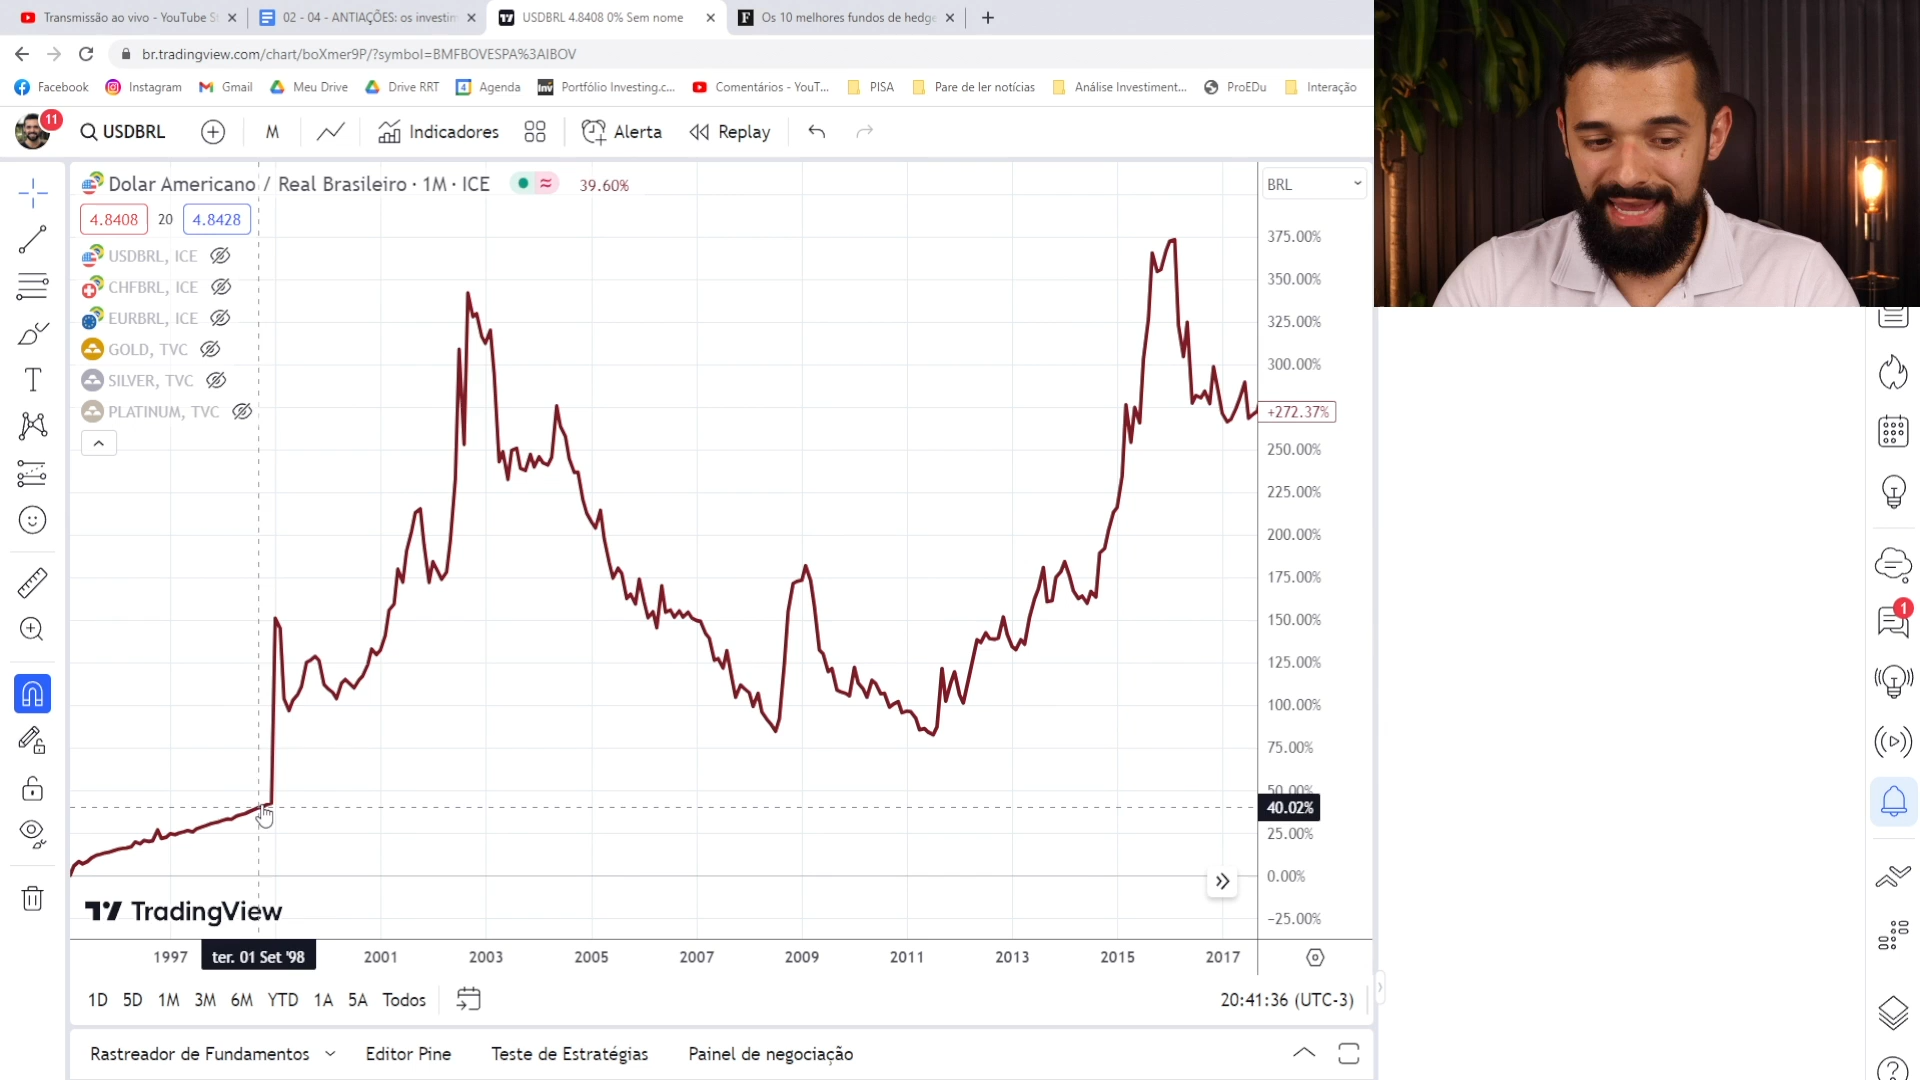 Transmissão ao vivo - YouTube S
02 - 04 - ANTIAÇÕES: os investim
USDBRL 4.8408 0% Sem nome
Os 10 melhores fundos de hedge
br.tradingview.com/chart/boXmer9P/?symbol=BMFBOVESPA%3AIBOV
Facebook
Instagram
Gmail
Meu Drive
Drive RRT
4
Agenda
Inv
Portfólio Investing.c...
Comentários - YouT...
PISA
Pare de ler notícias
Análise Investiment...
ProEDu
Interação
11
USDBRL
M
Indicadores
Alerta
Replay
Dolar Americano / Real Brasileiro · 1M · ICE
39.60%
BRL
4.8408
20
4.8428
USDBRL, ICE
CHFBRL, ICE
EURBRL, ICE
GOLD, TVC
SILVER, TVC
PLATINUM, TVC
375.00%
350.00%
325.00%
300.00%
+272.37%
250.00%
225.00%
200.00%
175.00%
150.00%
125.00%
100.00%
75.00%
50.00%
40.02%
25.00%
0.00%
−25.00%
1
TradingView
1997
ter. 01 Set '98
2001
2003
2005
2007
2009
2011
2013
2015
2017
1D 5D 1M 3M 6M YTD 1A 5A Todos
20:41:36 (UTC-3)
Rastreador de Fundamentos
Editor Pine
Teste de Estratégias
Painel de negociação